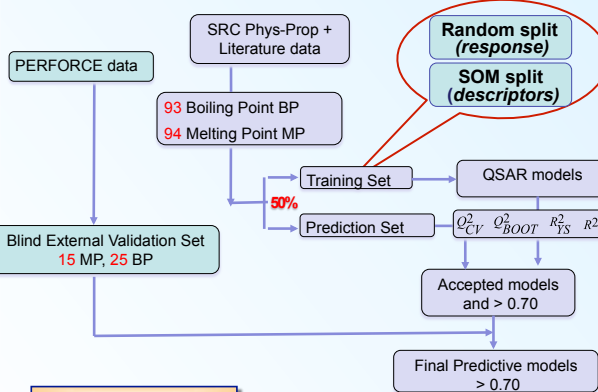 SRC Phys-Prop +
Literature data
Random split
(response)
SOM split
(descriptors)
PERFORCE data
93 Boiling Point BP
94 Melting Point MP
50%
Training Set
QSAR models
Prediction Set
Q²CV Q²BOOT R²YS R²
Blind External Validation Set
15 MP, 25 BP
Accepted models
and > 0.70
Final Predictive models
> 0.70